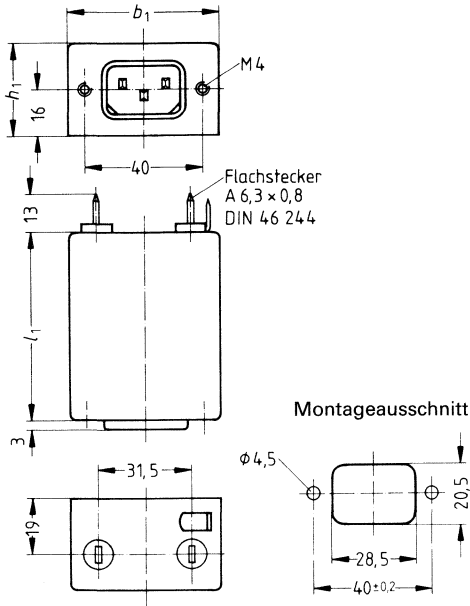 b₁
h₁
16
M4
40
Flachstecker
A 6,3 × 0,8
DIN 46 244
13
l₁
3
31,5
19
Montageausschnitt
ϕ4,5
20,5
28,5
40±0,2